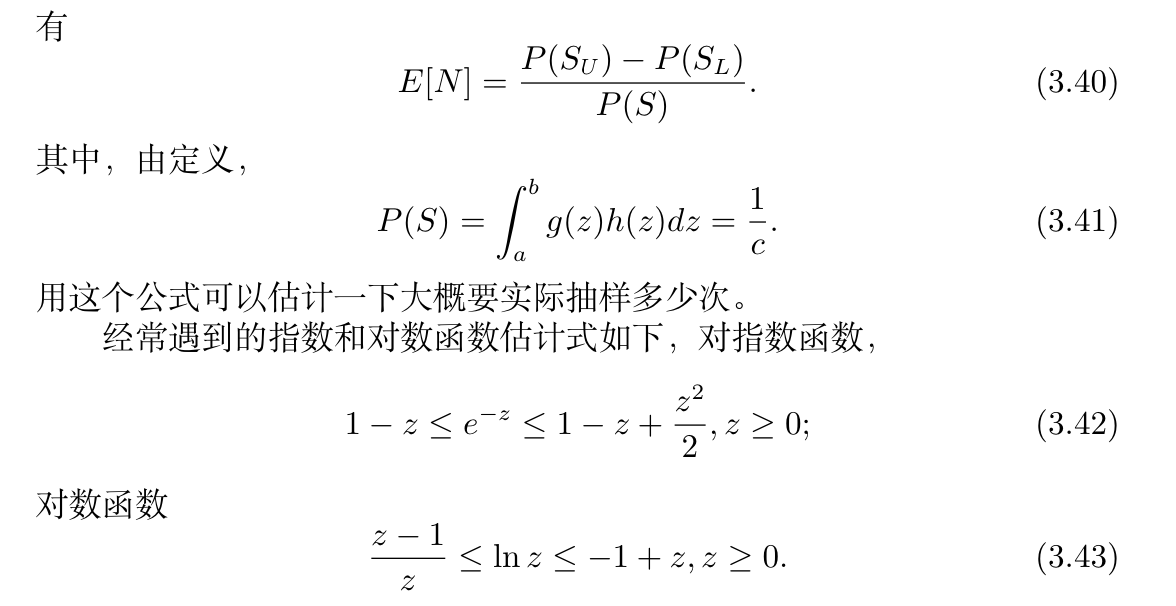 有
E[N] = \frac{P(S_U) - P(S_L)}{P(S)}. (3.40)
其中，由定义，
P(S) = \int_a^b g(z)h(z)dz = \frac{1}{c}. (3.41)
用这个公式可以估计一下大概要实际抽样多少次。
经常遇到的指数和对数函数估计式如下，对指数函数，
1 - z \leq e^{-z} \leq 1 - z + \frac{z^2}{2}, z \geq 0; (3.42)
对数函数
\frac{z - 1}{z} \leq \ln z \leq -1 + z, z \geq 0. (3.43)